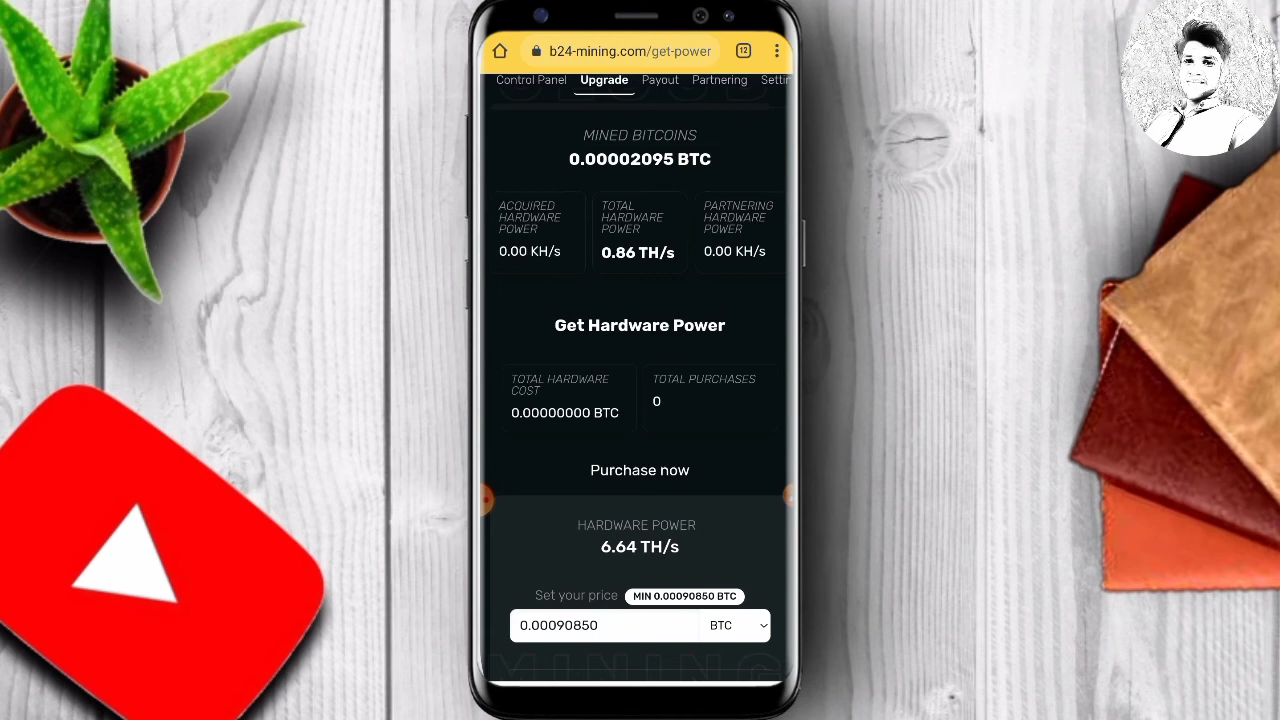 b24-mining.com/get-power
12
Control Panel Upgrade Payout Partnering
MINED BITCOINS
0.00002095 BTC
ACQUIRED
HARDWARE
POWER
0.00 KH/s
TOTAL
HARDWARE
POWER
0.86 TH/s
PARTNERING
HARDWARE
POWER
0.00 KH/s
Get Hardware Power
TOTAL HARDWARE
COST
0.00000000 BTC
TOTAL PURCHASES
0
Purchase now
HARDWARE POWER
6.64 TH/s
Set your price MIN 0.00090850 BTC
0.00090850 BTC
MINING